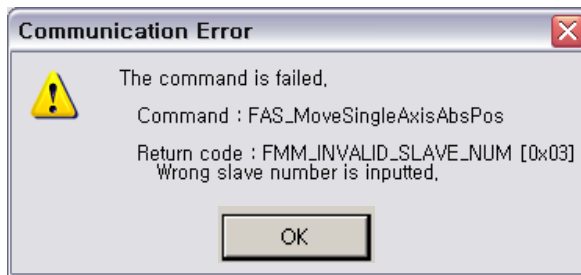 Communication Error
The command is failed,
Command : FAS_MoveSingleAxisAbsPos
Return code : FMM_INVALID_SLAVE_NUM [0x03]
Wrong slave number is inputted,
OK